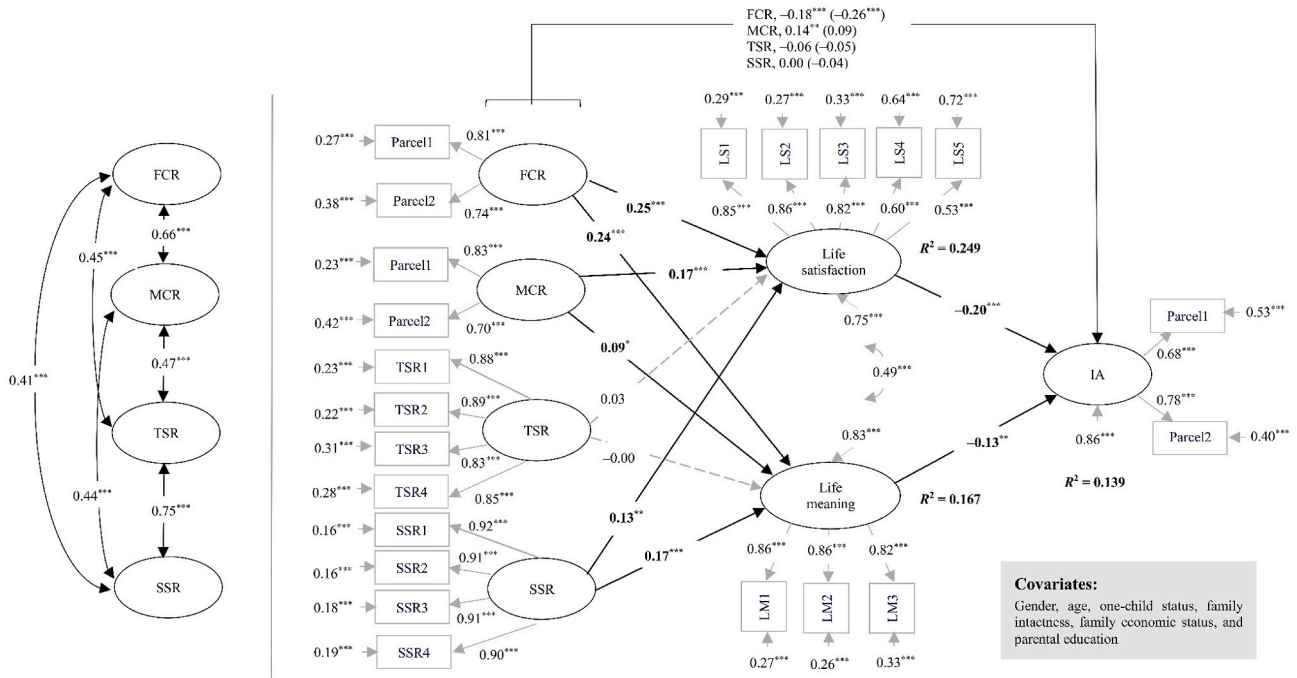 FCR, –0.18*** (–0.26***)
MCR, 0.14** (0.09)
TSR, –0.06 (–0.05)
SSR, 0.00 (–0.04)
FCR
0.66***
0.45***
MCR
0.47***
0.41***
TSR
0.44***
0.75***
SSR
0.27***
Parcel1
0.81***
0.38***
Parcel2
0.74***
FCR
0.23***
Parcel1
0.83***
0.42***
Parcel2
0.70***
MCR
0.23***
TSR1
0.88***
0.22***
TSR2
0.89***
0.31***
TSR3
0.83***
0.28***
TSR4
0.85***
TSR
0.16***
SSR1
0.92***
0.16***
SSR2
0.91***
0.18***
SSR3
0.91***
0.19***
SSR4
0.90***
SSR
0.25***
0.24***
0.17***
0.09*
0.03
–0.00
0.13**
0.17***
0.29***
0.27***
0.33***
0.64***
0.72***
LS1
LS2
LS3
LS4
LS5
0.85***
0.86***
0.82***
0.60***
0.53***
Life
satisfaction
R² = 0.249
0.75***
0.49***
0.83***
Life
meaning
R² = 0.167
0.86***
0.86***
0.82***
LM1
LM2
LM3
0.27***
0.26***
0.33***
–0.20***
–0.13**
IA
Parcel1
0.53***
0.68***
0.78***
Parcel2
0.40***
0.86***
R² = 0.139
Covariates:
Gender, age, one-child status, family
intactness, family economic status, and
parental education